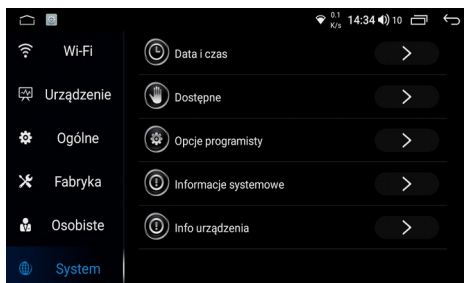 0.1
K/s
14:34
10
Wi-Fi
Urządzenie
Ogólne
Fabryka
Osobiste
System
Data i czas
Dostępne
Opcje programisty
Informacje systemowe
Info urządzenia